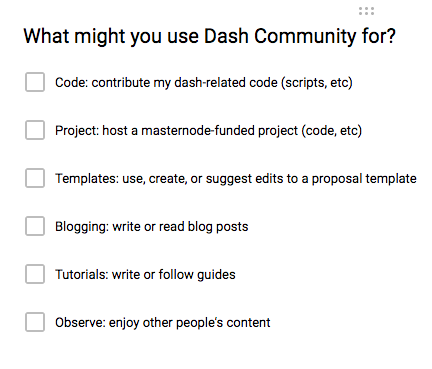 What might you use Dash Community for?
Code: contribute my dash-related code (scripts, etc)
Project: host a masternode-funded project (code, etc)
Templates: use, create, or suggest edits to a proposal template
Blogging: write or read blog posts
Tutorials: write or follow guides
Observe: enjoy other people's content